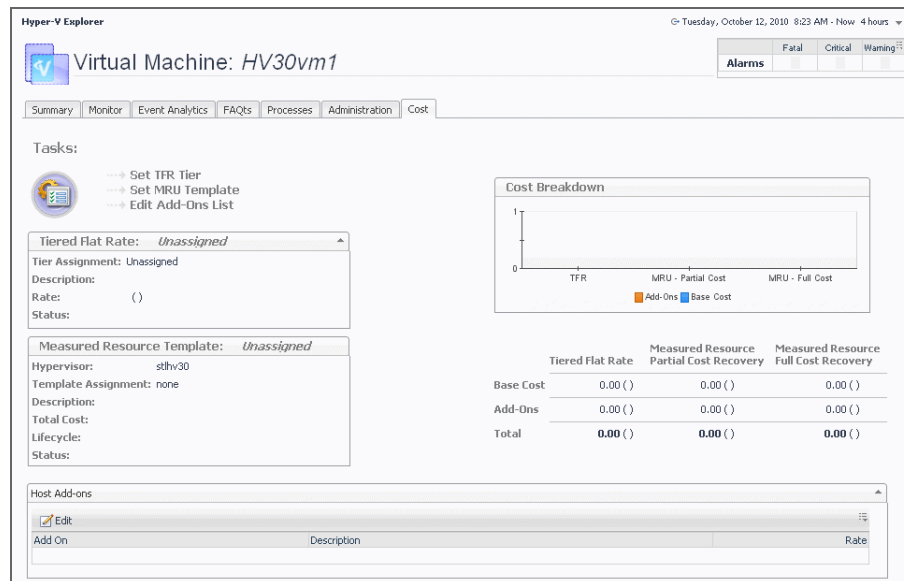 Hyper-V Explorer
Tuesday, October 12, 2010 8:23 AM - Now 4 hours
Virtual Machine: HV30vm1
Fatal Critical Warning
Alarms
Summary Monitor Event Analytics FAQts Processes Administration Cost
Tasks:
Set TFR Tier
Set MRU Template
Edit Add-Ons List
Tiered Flat Rate: Unassigned
Tier Assignment: Unassigned
Description:
Rate: ( )
Status:
Measured Resource Template: Unassigned
Hypervisor: stlhv30
Template Assignment: none
Description:
Total Cost:
Lifecycle:
Status:
Cost Breakdown
1
0
TFR MRU - Partial Cost MRU - Full Cost
Add-Ons Base Cost
Tiered Flat Rate Measured Resource Partial Cost Recovery Measured Resource Full Cost Recovery
Base Cost 0.00 ( ) 0.00 ( ) 0.00 ( )
Add-Ons 0.00 ( ) 0.00 ( ) 0.00 ( )
Total 0.00 ( ) 0.00 ( ) 0.00 ( )
Host Add-ons
Edit
Add On Description Rate